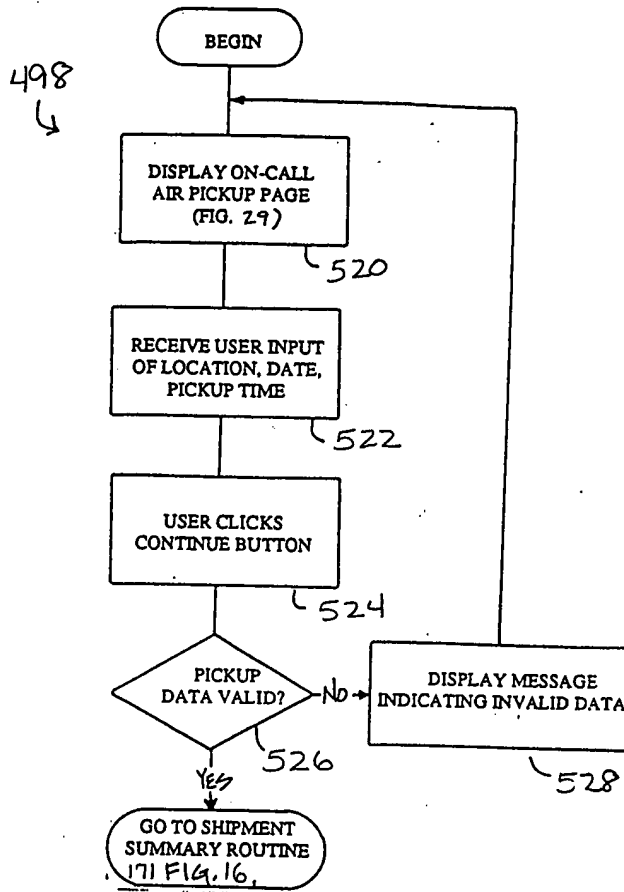 BEGIN
498
DISPLAY ON-CALL
AIR PICKUP PAGE
(FIG. 29)
520
RECEIVE USER INPUT
OF LOCATION, DATE,
PICKUP TIME
522
USER CLICKS
CONTINUE BUTTON
524
PICKUP
DATA VALID?
NO
DISPLAY MESSAGE
INDICATING INVALID DATA
526
528
YES
GO TO SHIPMENT
SUMMARY ROUTINE
171 FIG. 16.